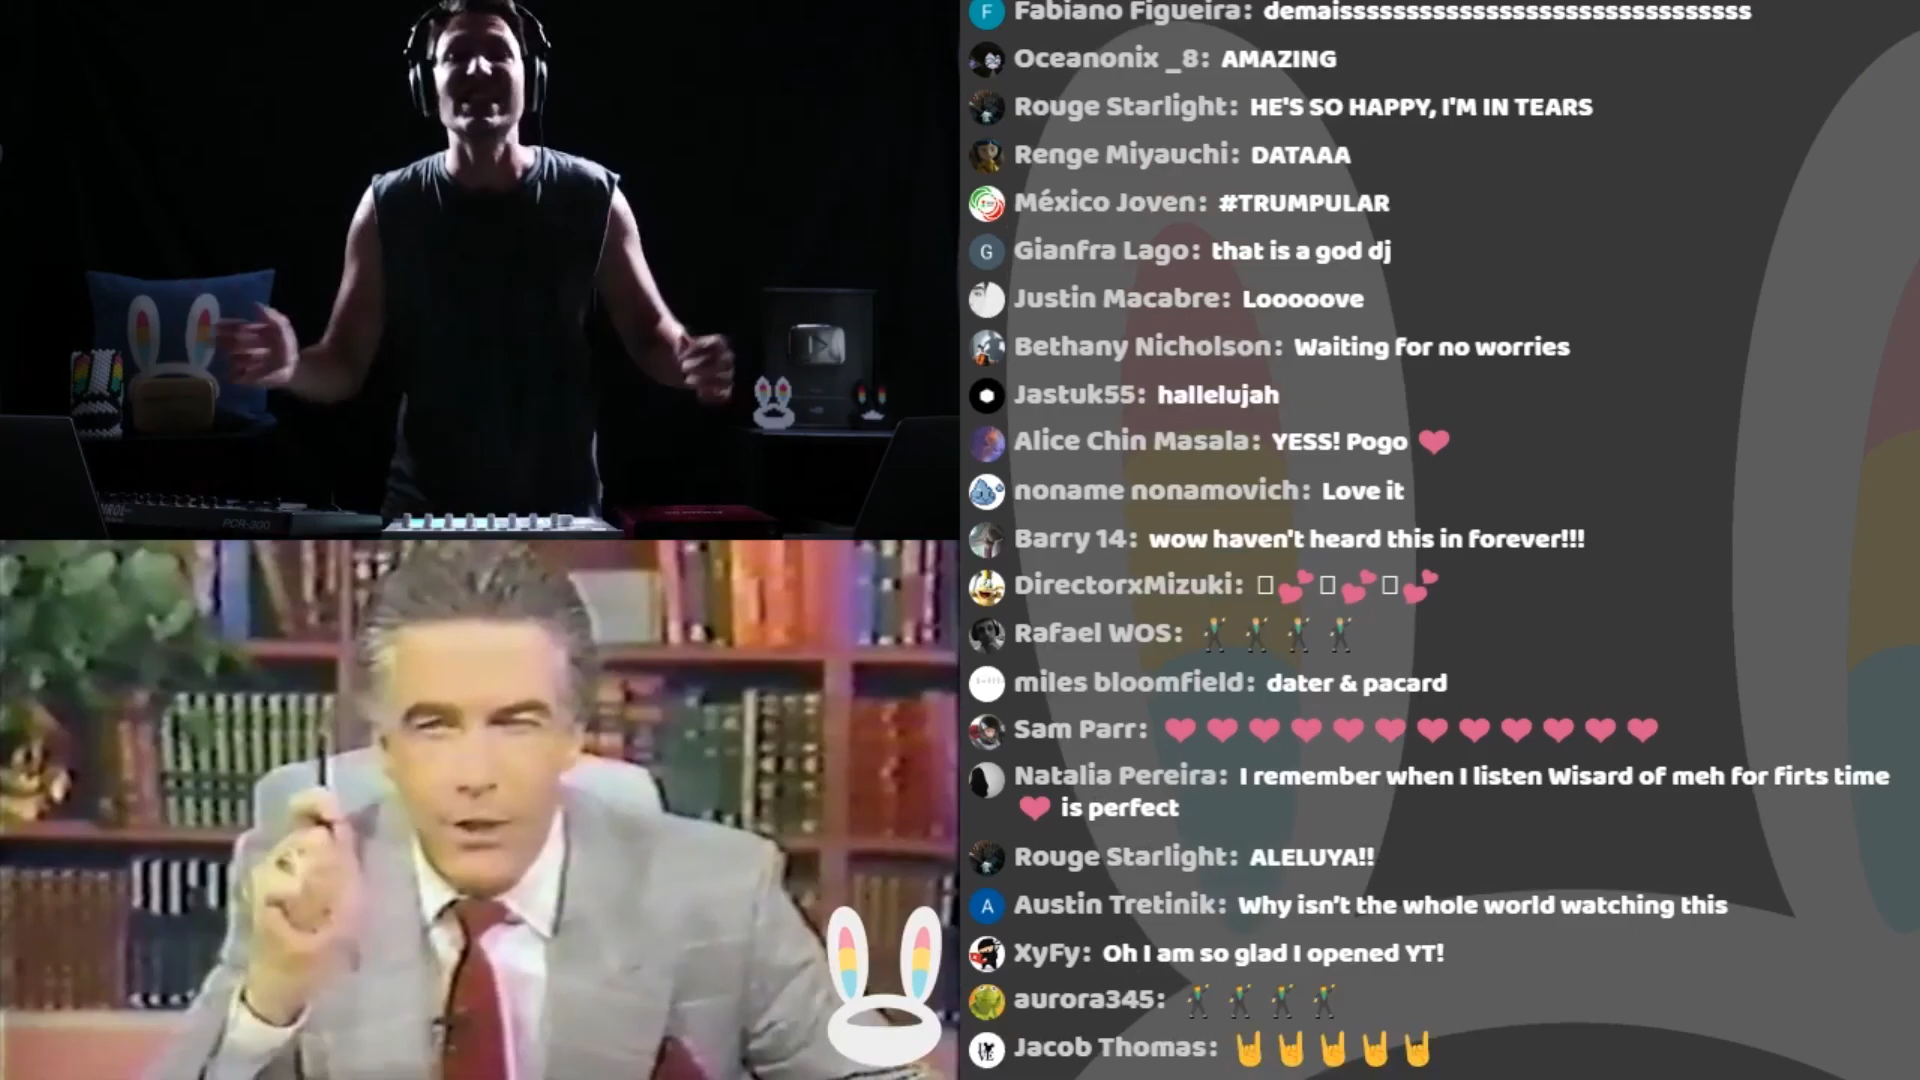 Fabiano Figueira: demaisssssssssssssssssssssssssssssss
Oceanonix _8: AMAZING
Rouge Starlight: HE'S SO HAPPY, I'M IN TEARS
Renge Miyauchi: DATAAA
México Joven: #TRUMPULAR
Gianfra Lago: that is a god dj
Justin Macabre: Looooove
Bethany Nicholson: Waiting for no worries
Jastuk55: hallelujah
Alice Chin Masala: YESS! Pogo ❤
noname nonamovich: Love it
Barry 14: wow haven't heard this in forever!!!
DirectorxMizuki: 💕 💕 💕
Rafael WOS: 🕺 🕺 🕺 🕺
miles bloomfield: dater & pacard
Sam Parr: ❤ ❤ ❤ ❤ ❤ ❤ ❤ ❤ ❤ ❤ ❤ ❤
Natalia Pereira: I remember when I listen Wisard of meh for firts time
❤ is perfect
Rouge Starlight: ALELUYA!!
Austin Tretinik: Why isn't the whole world watching this
XyFy: Oh I am so glad I opened YT!
aurora345: 🕺 🕺 🕺 🕺
Jacob Thomas: 🤘 🤘 🤘 🤘 🤘
PCR-300